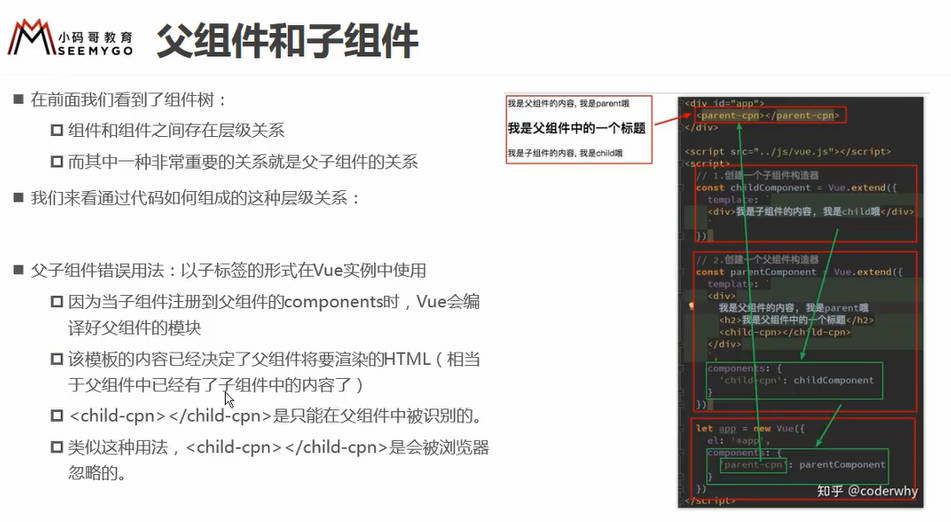 小码哥教育
SEEMYGO
父组件和子组件
在前面我们看到了组件树：
组件和组件之间存在层级关系
而其中一种非常重要的关系就是父子组件的关系
我们来看通过代码如何组成的这种层级关系：
父子组件错误用法：以子标签的形式在Vue实例中使用
因为当子组件注册到父组件的components时，Vue会编
译好父组件的模块
该模板的内容已经决定了父组件将要渲染的HTML（相当
于父组件中已经有了子组件中的内容了）
<child-cpn></child-cpn>是只能在父组件中被识别的。
类似这种用法，<child-cpn></child-cpn>是会被浏览器
忽略的。
我是父组件的内容, 我是parent哦
我是父组件中的一个标题
我是子组件的内容, 我是child哦
<div id="app">
<parent-cpn></parent-cpn>
</div>
<script src="../js/vue.js"></script>
<script>
// 1.创建一个子组件构造器
const childComponent = Vue.extend({
template: `
<div>我是子组件的内容, 我是child哦</div>
`
})
// 2.创建一个父组件构造器
const parentComponent = Vue.extend({
template: `
<div>
我是父组件的内容, 我是parent哦
<h2>我是父组件中的一个标题</h2>
<child-cpn></child-cpn>
</div>
`,
components: {
'child-cpn': childComponent
}
})
let app = new Vue({
el: '#app',
components: {
'parent-cpn': parentComponent
}
})
</script>
知乎 @coderwhy